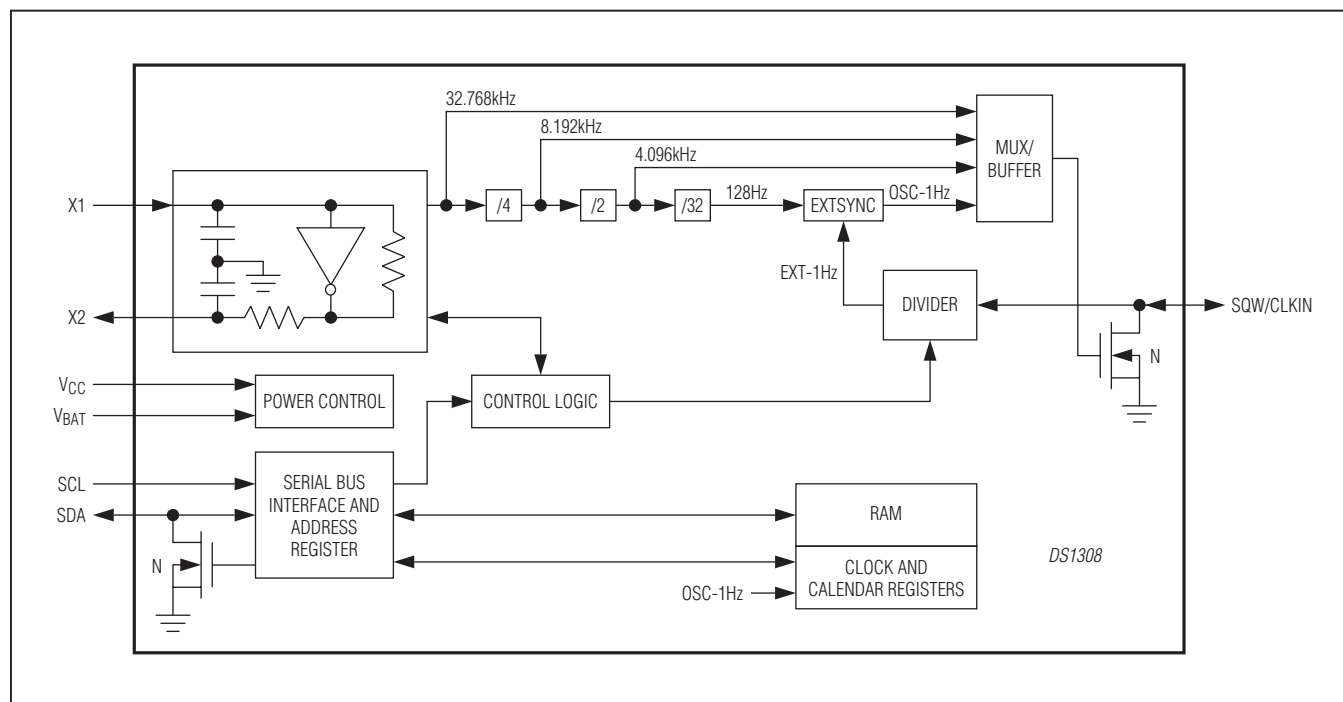 32.768kHz
8.192kHz
4.096kHz
MUX/
BUFFER
X1
/4
/2
/32
128Hz
EXTSYNC
OSC-1Hz
EXT-1Hz
DIVIDER
SQW/CLKIN
N
X2
VCC
VBAT
POWER CONTROL
CONTROL LOGIC
SCL
SDA
SERIAL BUS
INTERFACE AND
ADDRESS
REGISTER
N
RAM
CLOCK AND
CALENDAR REGISTERS
OSC-1Hz
DS1308